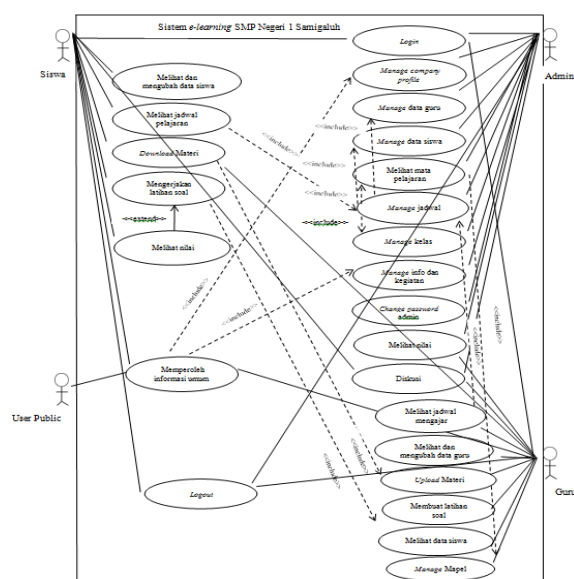 Sistem e-learning SMP Negeri 1 Samigaluh
Siswa
Admin
Login
Melihat dan
mengubah data siswa
Manage company
profile
Melihat jadwal
pelajaran
Manage data guru
<<include>>
Download Materi
Manage data siswa
<<include>>
<<include>>
Mengerjakan
latihan soal
Melihat mata
pelajaran
<<include>>
Manage jadwal
<<extend>>
<<include>>
Melihat nilai
Manage kelas
Manage info dan
kegiatan
<<include>>
<<include>>
<<include>>
Change password
admin
<<include>>
Melihat nilai
Memperoleh
informasi umum
Diskusi
User Public
Melihat jadwal
mengajar
Melihat dan
mengubah data guru
<<include>>
<<include>>
Upload Materi
Guru
Logout
Membuat latihan
soal
Melihat data siswa
Manage Mapel